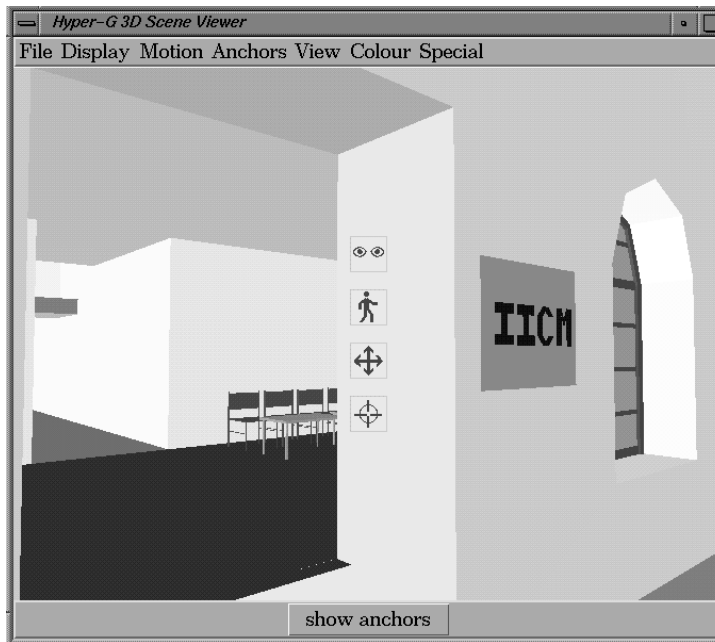 Hyper-G 3D Scene Viewer
File Display Motion Anchors View Colour Special
IICM
show anchors